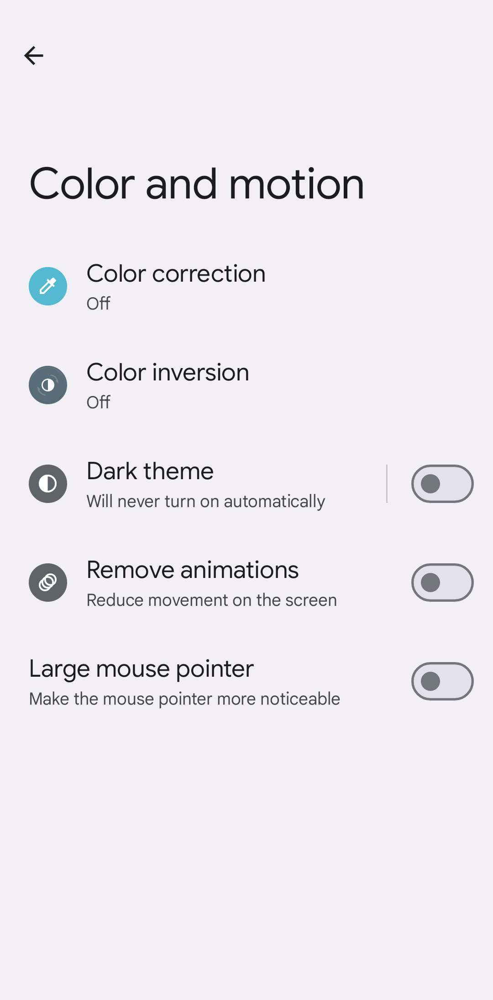 Color and motion
Color correction
Off
Color inversion
Off
Dark theme
Will never turn on automatically
Remove animations
Reduce movement on the screen
Large mouse pointer
Make the mouse pointer more noticeable